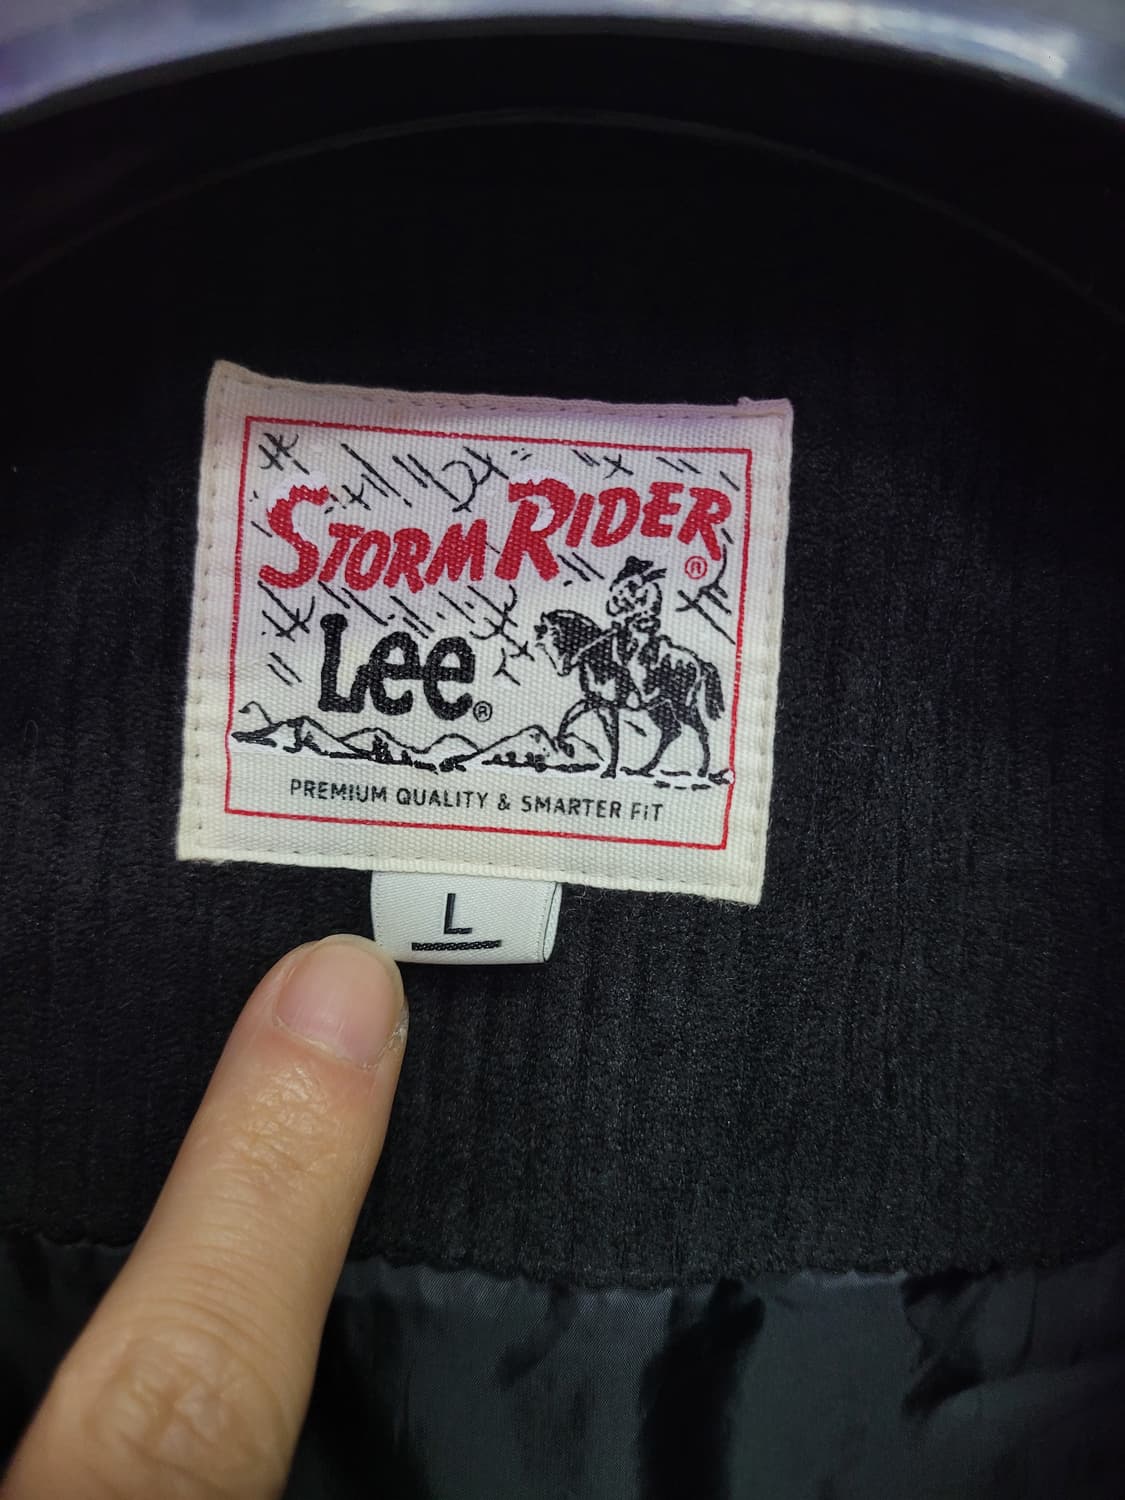 STORM RIDER ®
Lee ®
PREMIUM QUALITY & SMARTER FiT
L